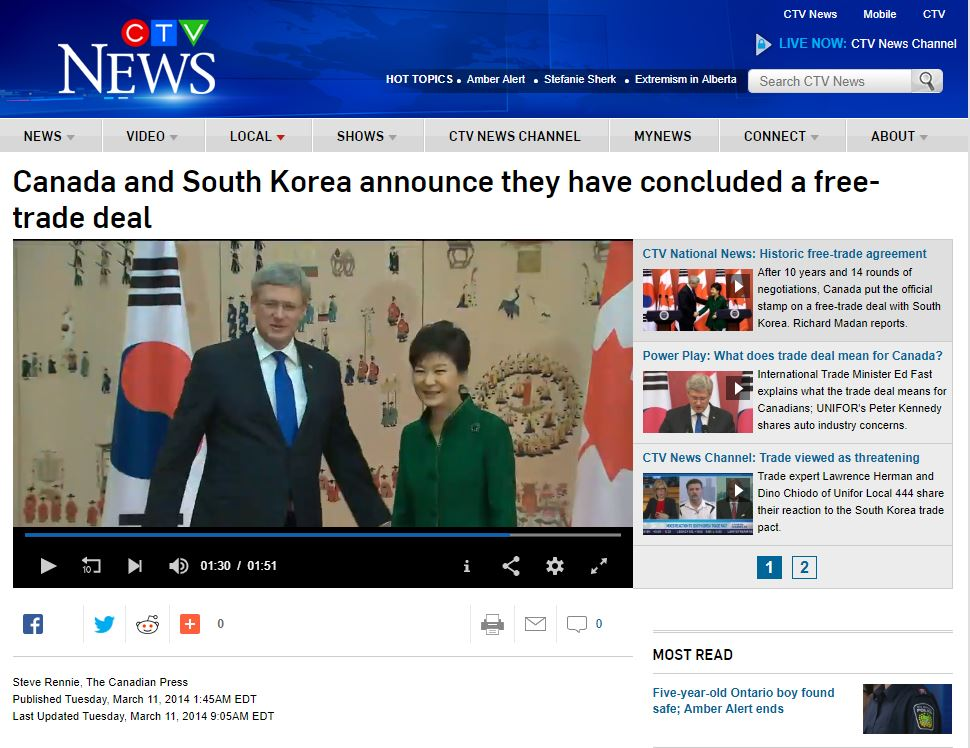 CTV News Mobile CTV
CTV
NEWS
LIVE NOW: CTV News Channel
HOT TOPICS • Amber Alert • Stefanie Sherk • Extremism in Alberta
Search CTV News
NEWS VIDEO LOCAL SHOWS CTV NEWS CHANNEL MYNEWS CONNECT ABOUT
Canada and South Korea announce they have concluded a free-
trade deal
CTV National News: Historic free-trade agreement
After 10 years and 14 rounds of
negotiations, Canada put the official
stamp on a free-trade deal with South
Korea. Richard Madan reports.
Power Play: What does trade deal mean for Canada?
International Trade Minister Ed Fast
explains what the trade deal means for
Canadians; UNIFOR's Peter Kennedy
shares auto industry concerns.
CTV News Channel: Trade viewed as threatening
Trade expert Lawrence Herman and
Dino Chiodo of Unifor Local 444 share
their reaction to the South Korea trade
pact.
1 2
10 01:30 / 01:51 i
0 0
Steve Rennie, The Canadian Press
Published Tuesday, March 11, 2014 1:45AM EDT
Last Updated Tuesday, March 11, 2014 9:05AM EDT
MOST READ
Five-year-old Ontario boy found
safe; Amber Alert ends
POLICE